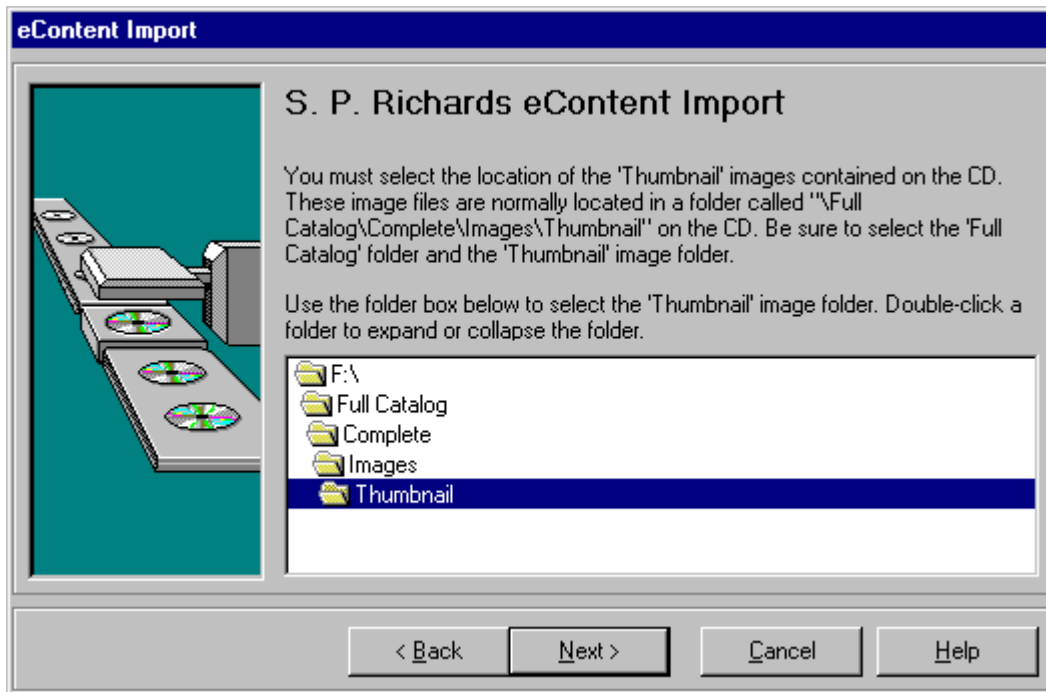 eContent Import
S. P. Richards eContent Import
You must select the location of the 'Thumbnail' images contained on the CD.
These image files are normally located in a folder called "\Full
Catalog\Complete\Images\Thumbnail" on the CD. Be sure to select the 'Full
Catalog' folder and the 'Thumbnail' image folder.
Use the folder box below to select the 'Thumbnail' image folder. Double-click a
folder to expand or collapse the folder.
F:\
Full Catalog
Complete
Images
Thumbnail
< Back Next > Cancel Help